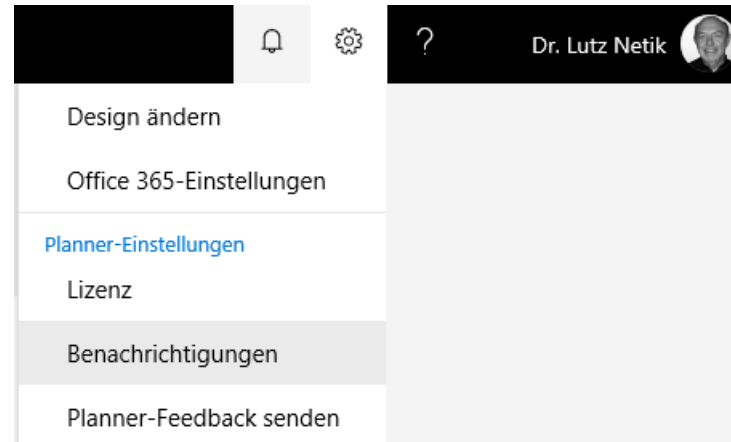 ? Dr. Lutz Netik
Design ändern
Office 365-Einstellungen
Planner-Einstellungen
Lizenz
Benachrichtigungen
Planner-Feedback senden